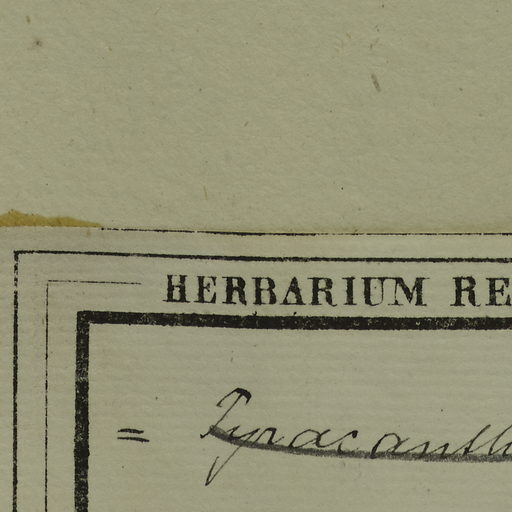 HERBARIUM RE
= Pyracanth